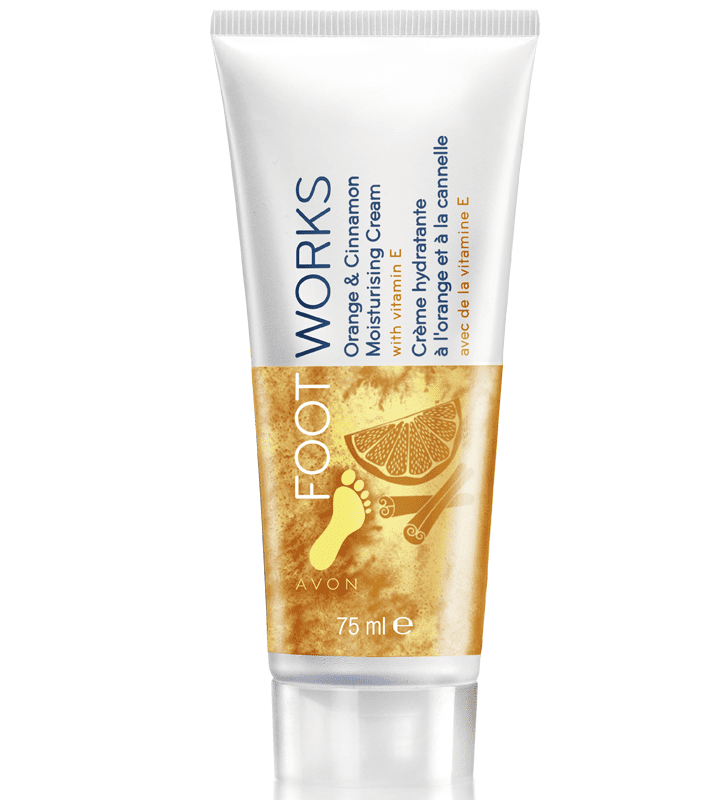 FOOT WORKS
Orange & Cinnamon
Moisturising Cream
with vitamin E
Crème hydratante
à l'orange et à la cannelle
avec de la vitamine E
AVON
75 ml e